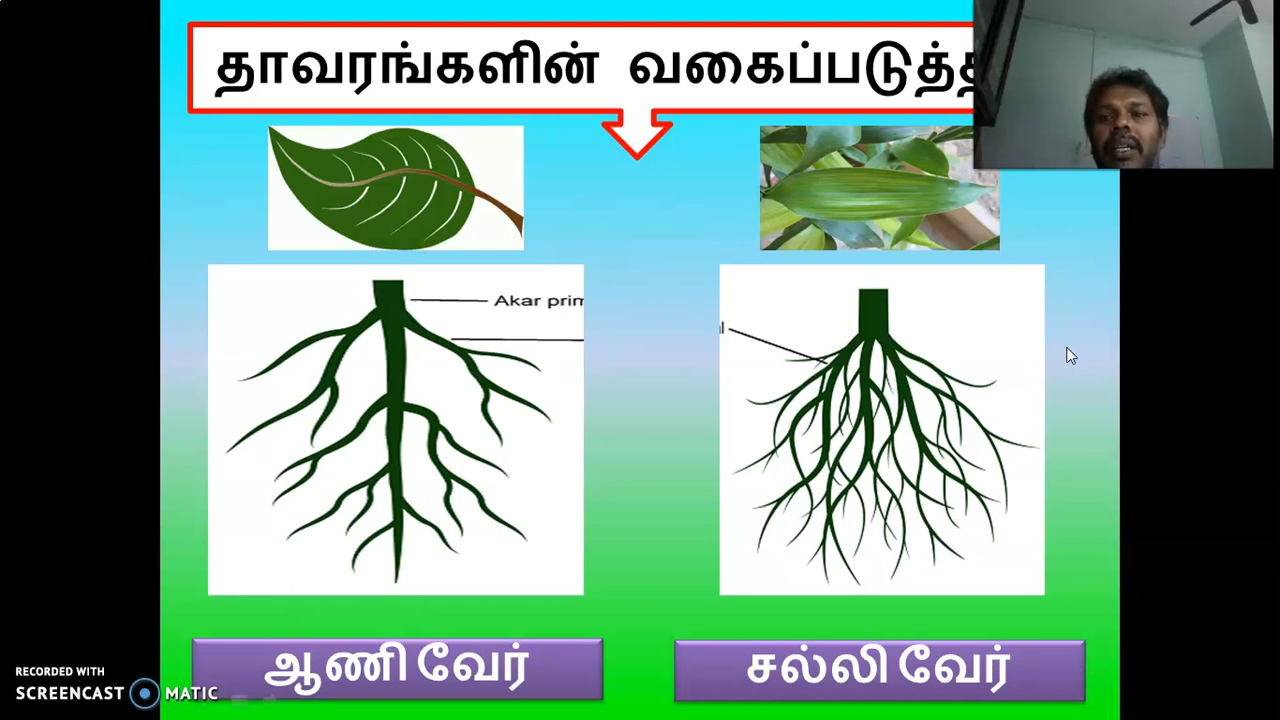 தாவரங்களின் வகைப்படுத்
Akar prim
ஆணி வேர்
சல்லி வேர்
RECORDED WITH
SCREENCAST MATIC